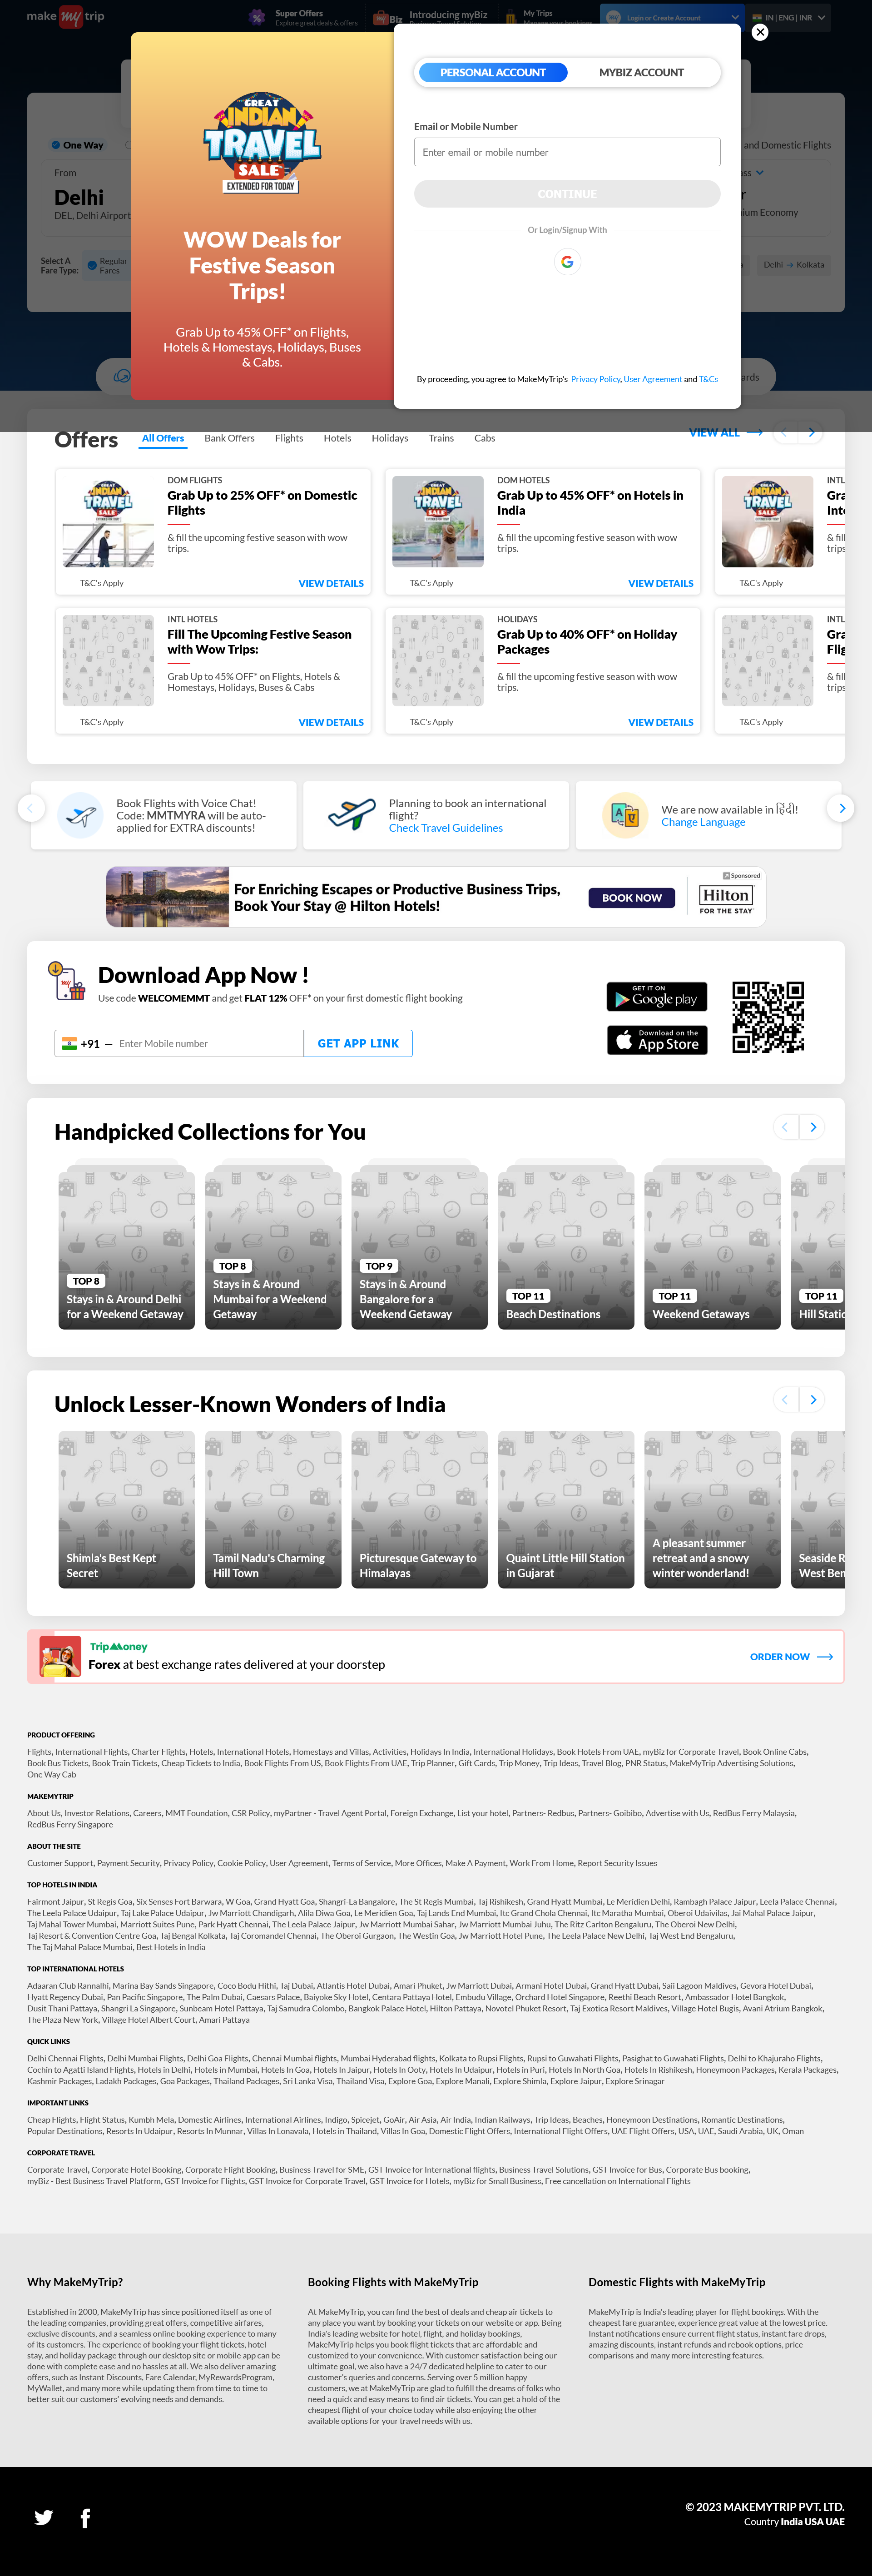 make my trip
Super Offers
Explore great deals & offers
Introducing myBiz
My Trips
Login or Create Account
IN | ENG | INR
PERSONAL ACCOUNT
MYBIZ ACCOUNT
Email or Mobile Number
Enter email or mobile number
CONTINUE
Or Login/Signup With
By proceeding, you agree to MakeMyTrip's Privacy Policy, User Agreement and T&Cs
GREAT
INDIAN
TRAVEL
SALE
EXTENDED FOR TODAY
WOW Deals for
Festive Season
Trips!
Grab Up to 45% OFF* on Flights,
Hotels & Homestays, Holidays, Buses
& Cabs.
One Way
and Domestic Flights
From
Delhi
DEL, Delhi Airport
Select A
Fare Type:
Regular
Fares
Delhi → Kolkata
Offers
All Offers
Bank Offers
Flights
Hotels
Holidays
Trains
Cabs
VIEW ALL
DOM FLIGHTS
Grab Up to 25% OFF* on Domestic
Flights
& fill the upcoming festive season with wow
trips.
T&C's Apply
VIEW DETAILS
DOM HOTELS
Grab Up to 45% OFF* on Hotels in
India
& fill the upcoming festive season with wow
trips.
T&C's Apply
VIEW DETAILS
T&C's Apply
INTL HOTELS
Fill The Upcoming Festive Season
with Wow Trips:
Grab Up to 45% OFF* on Flights, Hotels &
Homestays, Holidays, Buses & Cabs
T&C's Apply
VIEW DETAILS
HOLIDAYS
Grab Up to 40% OFF* on Holiday
Packages
& fill the upcoming festive season with wow
trips.
T&C's Apply
VIEW DETAILS
T&C's Apply
Book Flights with Voice Chat!
Code: MMTMYRA will be auto-
applied for EXTRA discounts!
Planning to book an international
flight?
Check Travel Guidelines
We are now available in हिंदी!
Change Language
For Enriching Escapes or Productive Business Trips,
Book Your Stay @ Hilton Hotels!
BOOK NOW
Sponsored
Hilton
FOR THE STAY
Download App Now !
Use code WELCOMEMMT and get FLAT 12% OFF* on your first domestic flight booking
+91 — Enter Mobile number
GET APP LINK
GET IT ON
Google play
Download on the
App Store
Handpicked Collections for You
TOP 8
Stays in & Around Delhi
for a Weekend Getaway
TOP 8
Stays in & Around
Mumbai for a Weekend
Getaway
TOP 9
Stays in & Around
Bangalore for a
Weekend Getaway
TOP 11
Beach Destinations
TOP 11
Weekend Getaways
TOP 11
Hill Static
Unlock Lesser-Known Wonders of India
Shimla's Best Kept
Secret
Tamil Nadu's Charming
Hill Town
Picturesque Gateway to
Himalayas
Quaint Little Hill Station
in Gujarat
A pleasant summer
retreat and a snowy
winter wonderland!
Seaside R
West Ben
TripMoney
Forex at best exchange rates delivered at your doorstep
ORDER NOW
PRODUCT OFFERING
Flights, International Flights, Charter Flights, Hotels, International Hotels, Homestays and Villas, Activities, Holidays In India, International Holidays, Book Hotels From UAE, myBiz for Corporate Travel, Book Online Cabs,
Book Bus Tickets, Book Train Tickets, Cheap Tickets to India, Book Flights From US, Book Flights From UAE, Trip Planner, Gift Cards, Trip Money, Trip Ideas, Travel Blog, PNR Status, MakeMyTrip Advertising Solutions,
One Way Cab
MAKEMYTRIP
About Us, Investor Relations, Careers, MMT Foundation, CSR Policy, myPartner - Travel Agent Portal, Foreign Exchange, List your hotel, Partners- Redbus, Partners- Goibibo, Advertise with Us, RedBus Ferry Malaysia,
RedBus Ferry Singapore
ABOUT THE SITE
Customer Support, Payment Security, Privacy Policy, Cookie Policy, User Agreement, Terms of Service, More Offices, Make A Payment, Work From Home, Report Security Issues
TOP HOTELS IN INDIA
Fairmont Jaipur, St Regis Goa, Six Senses Fort Barwara, W Goa, Grand Hyatt Goa, Shangri-La Bangalore, The St Regis Mumbai, Taj Rishikesh, Grand Hyatt Mumbai, Le Meridien Delhi, Rambagh Palace Jaipur, Leela Palace Chennai,
The Leela Palace Udaipur, Taj Lake Palace Udaipur, Jw Marriott Chandigarh, Alila Diwa Goa, Le Meridien Goa, Taj Lands End Mumbai, Itc Grand Chola Chennai, Itc Maratha Mumbai, Oberoi Udaivilas, Jai Mahal Palace Jaipur,
Taj Mahal Tower Mumbai, Marriott Suites Pune, Park Hyatt Chennai, The Leela Palace Jaipur, Jw Marriott Mumbai Sahar, Jw Marriott Mumbai Juhu, The Ritz Carlton Bengaluru, The Oberoi New Delhi,
Taj Resort & Convention Centre Goa, Taj Bengal Kolkata, Taj Coromandel Chennai, The Oberoi Gurgaon, The Westin Goa, Jw Marriott Hotel Pune, The Leela Palace New Delhi, Taj West End Bengaluru,
The Taj Mahal Palace Mumbai, Best Hotels in India
TOP INTERNATIONAL HOTELS
Adaaran Club Rannalhi, Marina Bay Sands Singapore, Coco Bodu Hithi, Taj Dubai, Atlantis Hotel Dubai, Amari Phuket, Jw Marriott Dubai, Armani Hotel Dubai, Grand Hyatt Dubai, Saii Lagoon Maldives, Gevora Hotel Dubai,
Hyatt Regency Dubai, Pan Pacific Singapore, The Palm Dubai, Caesars Palace, Baiyoke Sky Hotel, Centara Pattaya Hotel, Embudu Village, Orchard Hotel Singapore, Reethi Beach Resort, Ambassador Hotel Bangkok,
Dusit Thani Pattaya, Shangri La Singapore, Sunbeam Hotel Pattaya, Taj Samudra Colombo, Bangkok Palace Hotel, Hilton Pattaya, Novotel Phuket Resort, Taj Exotica Resort Maldives, Village Hotel Bugis, Avani Atrium Bangkok,
The Plaza New York, Village Hotel Albert Court, Amari Pattaya
QUICK LINKS
Delhi Chennai Flights, Delhi Mumbai Flights, Delhi Goa Flights, Chennai Mumbai flights, Mumbai Hyderabad flights, Kolkata to Rupsi Flights, Rupsi to Guwahati Flights, Pasighat to Guwahati Flights, Delhi to Khajuraho Flights,
Cochin to Agatti Island Flights, Hotels in Delhi, Hotels in Mumbai, Hotels In Goa, Hotels In Jaipur, Hotels In Ooty, Hotels In Udaipur, Hotels in Puri, Hotels In North Goa, Hotels In Rishikesh, Honeymoon Packages, Kerala Packages,
Kashmir Packages, Ladakh Packages, Goa Packages, Thailand Packages, Sri Lanka Visa, Thailand Visa, Explore Goa, Explore Manali, Explore Shimla, Explore Jaipur, Explore Srinagar
IMPORTANT LINKS
Cheap Flights, Flight Status, Kumbh Mela, Domestic Airlines, International Airlines, Indigo, Spicejet, GoAir, Air Asia, Air India, Indian Railways, Trip Ideas, Beaches, Honeymoon Destinations, Romantic Destinations,
Popular Destinations, Resorts In Udaipur, Resorts In Munnar, Villas In Lonavala, Hotels in Thailand, Villas In Goa, Domestic Flight Offers, International Flight Offers, UAE Flight Offers, USA, UAE, Saudi Arabia, UK, Oman
CORPORATE TRAVEL
Corporate Travel, Corporate Hotel Booking, Corporate Flight Booking, Business Travel for SME, GST Invoice for International flights, Business Travel Solutions, GST Invoice for Bus, Corporate Bus booking,
myBiz - Best Business Travel Platform, GST Invoice for Flights, GST Invoice for Corporate Travel, GST Invoice for Hotels, myBiz for Small Business, Free cancellation on International Flights
Why MakeMyTrip?
Established in 2000, MakeMyTrip has since positioned itself as one of
the leading companies, providing great offers, competitive airfares,
exclusive discounts, and a seamless online booking experience to many
of its customers. The experience of booking your flight tickets, hotel
stay, and holiday package through our desktop site or mobile app can be
done with complete ease and no hassles at all. We also deliver amazing
offers, such as Instant Discounts, Fare Calendar, MyRewardsProgram,
MyWallet, and many more while updating them from time to time to
better suit our customers' evolving needs and demands.
Booking Flights with MakeMyTrip
At MakeMyTrip, you can find the best of deals and cheap air tickets to
any place you want by booking your tickets on our website or app. Being
India's leading website for hotel, flight, and holiday bookings,
MakeMyTrip helps you book flight tickets that are affordable and
customized to your convenience. With customer satisfaction being our
ultimate goal, we also have a 24/7 dedicated helpline to cater to our
customer's queries and concerns. Serving over 5 million happy
customers, we at MakeMyTrip are glad to fulfill the dreams of folks who
need a quick and easy means to find air tickets. You can get a hold of the
cheapest flight of your choice today while also enjoying the other
available options for your travel needs with us.
Domestic Flights with MakeMyTrip
MakeMyTrip is India's leading player for flight bookings. With the
cheapest fare guarantee, experience great value at the lowest price.
Instant notifications ensure current flight status, instant fare drops,
amazing discounts, instant refunds and rebook options, price
comparisons and many more interesting features.
© 2023 MAKEMYTRIP PVT. LTD.
Country India USA UAE